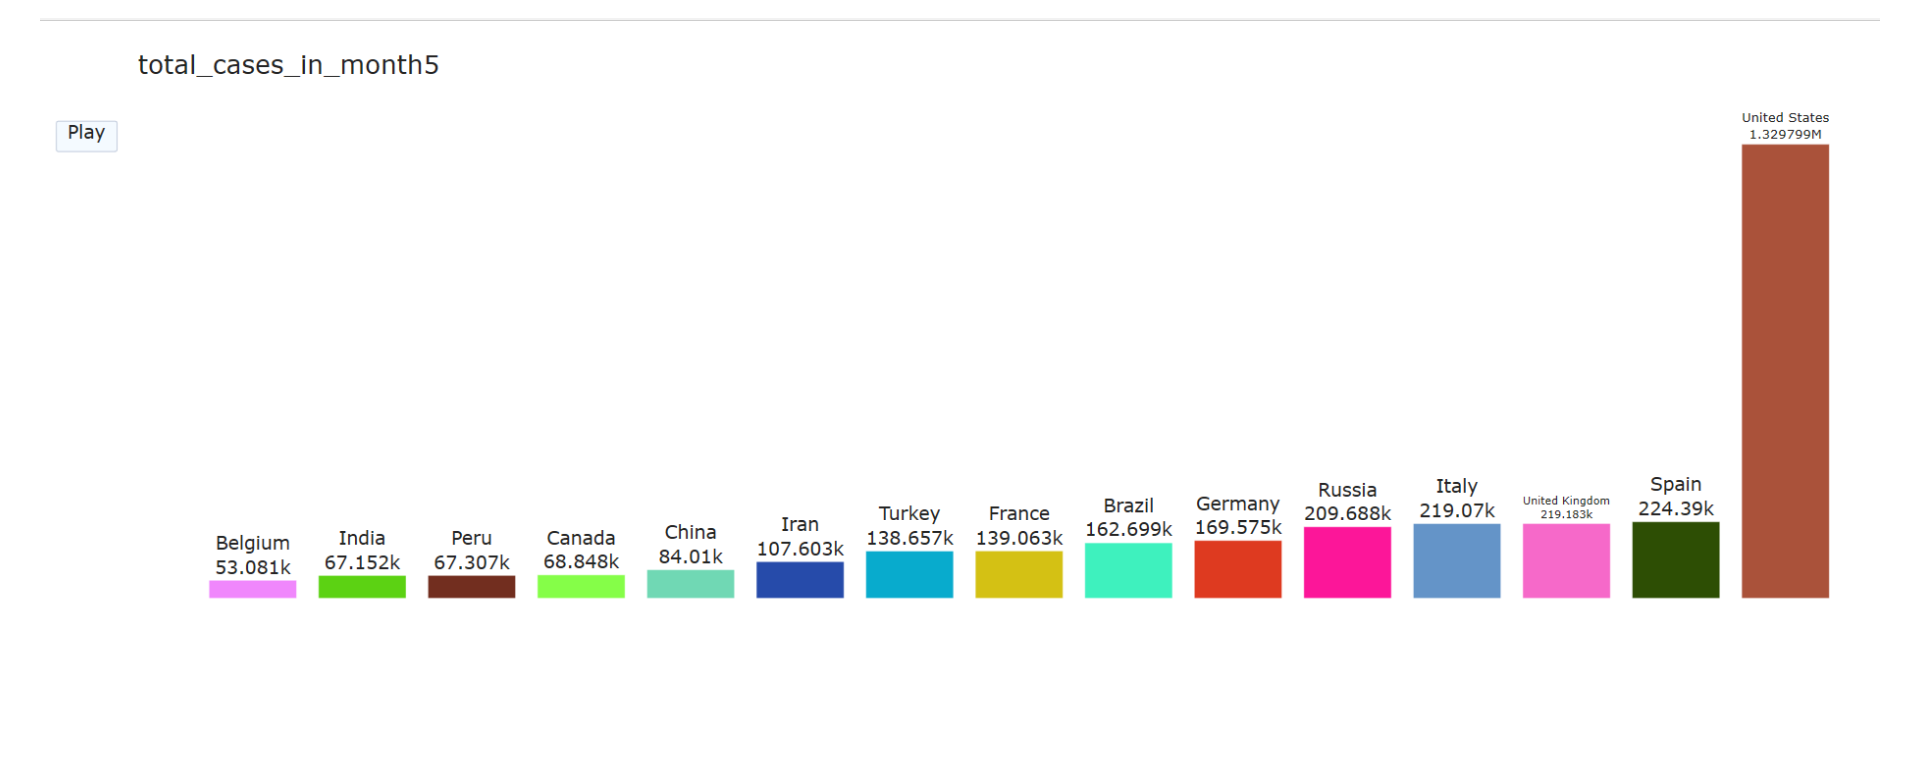 total_cases_in_month5
Play
Belgium
53.081k
India
67.152k
Peru
67.307k
Canada
68.848k
China
84.01k
Iran
107.603k
Turkey
138.657k
France
139.063k
Brazil
162.699k
Germany
169.575k
Russia
209.688k
Italy
219.07k
United Kingdom
219.183k
Spain
224.39k
United States
1.329799M